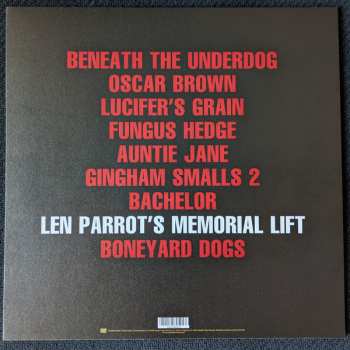 BENEATH THE UNDERDOG
OSCAR BROWN
LUCIFER'S GRAIN
FUNGUS HEDGE
AUNTIE JANE
GINGHAM SMALLS 2
BACHELOR
LEN PARROT'S MEMORIAL LIFT
BONEYARD DOGS